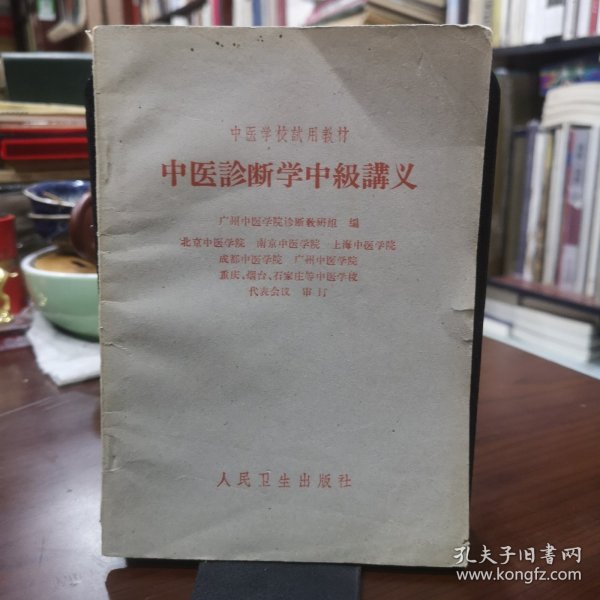 中医学校試用教材
中医診断学中級講义
广州中医学院诊断教研组 编
北京中医学院 南京中医学院 上海中医学院
成都中医学院 广州中医学院
重庆、烟台、石家庄等中医学校
代表会议 审订
人民卫生出版社
孔夫子旧书网
www.kongfz.com